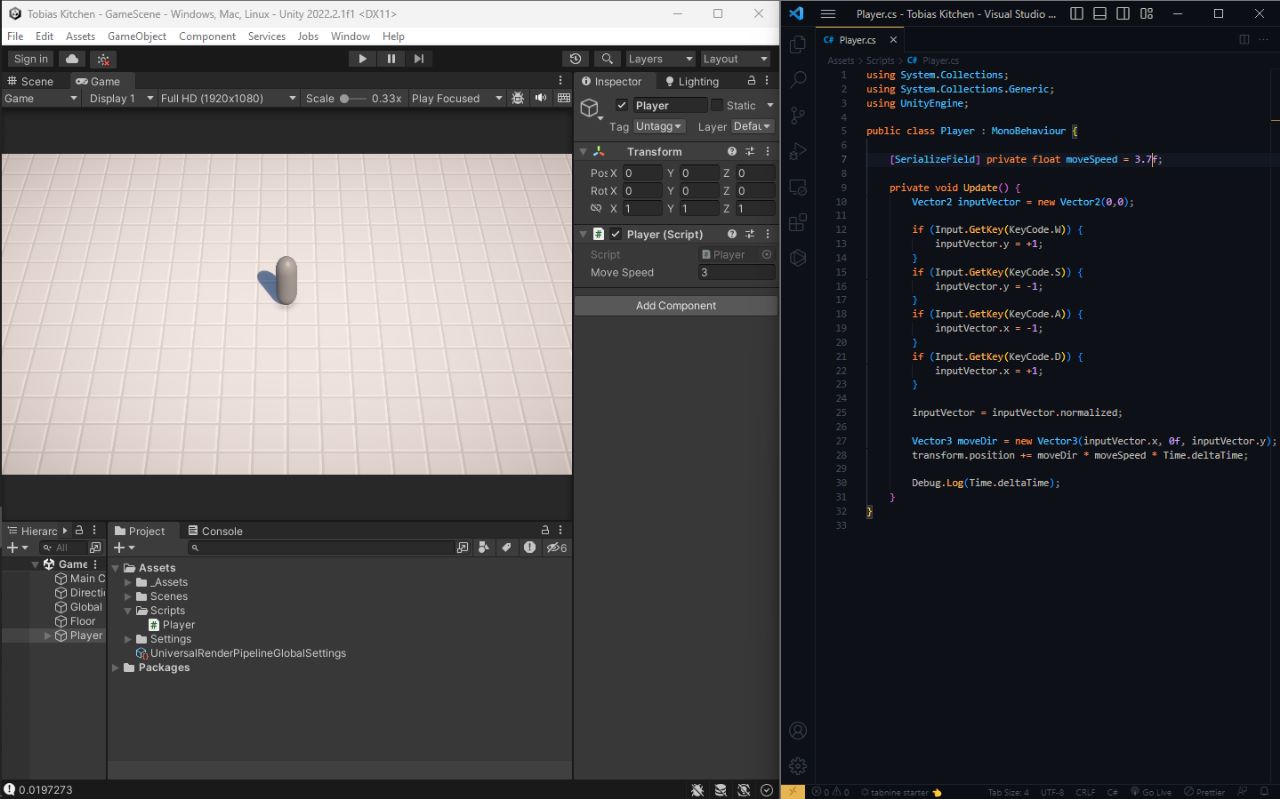 Tobias Kitchen - GameScene - Windows, Mac, Linux - Unity 2022.2.1f1 <DX11>
File Edit Assets GameObject Component Services Jobs Window Help
Sign in
Layers Layout
Scene Game
Game Display 1 Full HD (1920x1080) Scale 0.33x Play Focused
Inspector Lighting
Player Static
Tag Untagg Layer Defau
Transform
Pos X 0 Y 0 Z 0
Rot X 0 Y 0 Z 0
X 1 Y 1 Z 1
Player (Script)
Script Player
Move Speed 3
Add Component
Hierarc
All
Game
Main C
Directi
Global
Floor
Player
Project Console
6
Assets
_Assets
Scenes
Scripts
Player
Settings
UniversalRenderPipelineGlobalSettings
Packages
0.0197273
Player.cs - Tobias Kitchen - Visual Studio ...
C# Player.cs
Assets > Scripts > C# Player.cs
1 using System.Collections;
2 using System.Collections.Generic;
3 using UnityEngine;
4
5 public class Player : MonoBehaviour {
6
7 [SerializeField] private float moveSpeed = 3.7f;
8
9 private void Update() {
10 Vector2 inputVector = new Vector2(0,0);
11
12 if (Input.GetKey(KeyCode.W)) {
13 inputVector.y = +1;
14 }
15 if (Input.GetKey(KeyCode.S)) {
16 inputVector.y = -1;
17 }
18 if (Input.GetKey(KeyCode.A)) {
19 inputVector.x = -1;
20 }
21 if (Input.GetKey(KeyCode.D)) {
22 inputVector.x = +1;
23 }
24
25 inputVector = inputVector.normalized;
26
27 Vector3 moveDir = new Vector3(inputVector.x, 0f, inputVector.y);
28 transform.position += moveDir * moveSpeed * Time.deltaTime;
29
30 Debug.Log(Time.deltaTime);
31 }
32 }
33
0 0 tabnine starter 👈 Tab Size: 4 UTF-8 CRLF C# Go Live Prettier